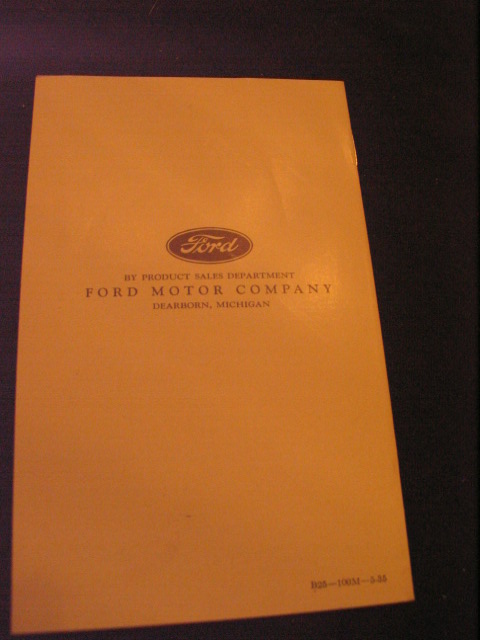 Ford
BY PRODUCT SALES DEPARTMENT
FORD MOTOR COMPANY
DEARBORN, MICHIGAN